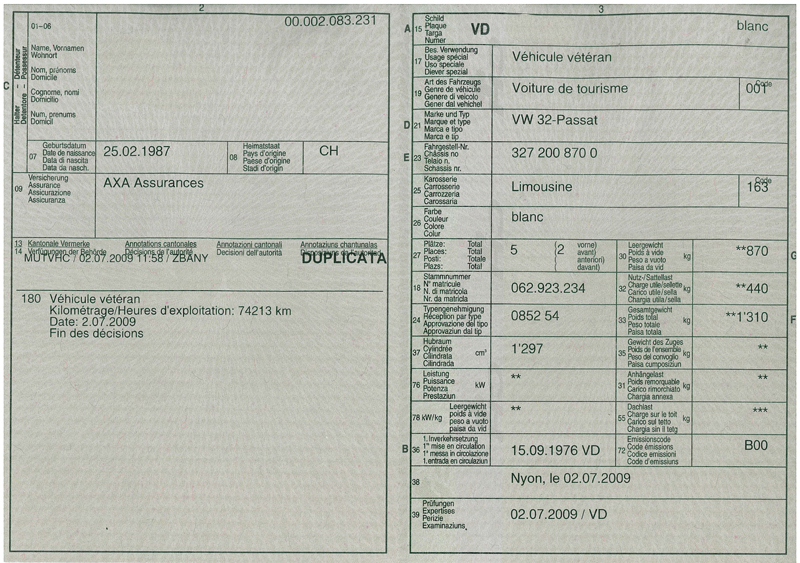 2
00.002.083.231
C
Halter – Détenteur
Detentore – Possessur
01–06
Name, Vornamen
Wohnort
Nom, prénoms
Domicile
Cognome, nomi
Domicilio
Num, prenums
Domicil
07
Geburtsdatum
Date de naissance
Data di nascita
Data da nasch.
25.02.1987
08
Heimatstaat
Pays d'origine
Paese d'origine
Stadi d'origin
CH
09
Versicherung
Assurance
Assicurazione
Assicuranza
AXA Assurances
13 Kantonale Vermerke Annotations cantonales Annotazioni cantonali Annotaziuns chantunalas
14 Verfügungen der Behörde Décisions de l'autorité Decisioni dell'autorità
MUTVHC / 02.07.2009 11:58 / ZBANY DUPLICATA
180 Véhicule vétéran
Kilométrage/Heures d'exploitation: 74213 km
Date: 2.07.2009
Fin des décisions
3
A 15
Schild
Plaque
Targa
Numer
VD blanc
17
Bes. Verwendung
Usage spécial
Uso speciale
Diever spezial
Véhicule vétéran
19
Art des Fahrzeugs
Genre de véhicule
Genere di veicolo
Gener dal vehichel
Voiture de tourisme
Code
001
D 21
Marke und Typ
Marque et type
Marca e tipo
Marca e tip
VW 32-Passat
E 23
Fahrgestell-Nr.
Châssis no
Telaio n.
Schassis nr.
327 200 870 0
25
Karosserie
Carrosserie
Carrozzeria
Carossaria
Limousine
Code
163
26
Farbe
Couleur
Colore
Colur
blanc
27
Plätze: Total
Places: Total
Posti: Totale
Plazs: Total
5 (2
vorne)
avant)
anteriori)
davant)
30
Leergewicht
Poids à vide
Peso a vuoto
Paisa da vid
kg
**870
G
18
Stammnummer
N° matricule
N. di matricola
Nr. da matricla
062.923.234
32
Nutz-/Sattellast
Charge utile/sellette
Carico utile/sella
Chargia utila/sella
kg
**440
24
Typengenehmigung
Réception par type
Approvazione del tipo
Approvaziun dal tip
0852 54
33
Gesamtgewicht
Poids total
Peso totale
Paisa totala
kg
**1'310
F
37
Hubraum
Cylindrée
Cilindrata
Cilindrada
cm³
1'297
35
Gewicht des Zuges
Poids de l'ensemble
Peso del convoglio
Paisa cumposiziun
kg
**
76
Leistung
Puissance
Potenza
Prestaziun
kW
**
31
Anhängelast
Poids remorquable
Carico rimorchiato
Chargia annexa
kg
**
78 kW/kg
Leergewicht
poids à vide
peso a vuoto
paisa da vid
**
55
Dachlast
Charge sur le toit
Carico sul tetto
Chargia sin il tetg
kg
***
B 36
1. Inverkehrsetzung
1re mise en circulation
1a messa in circolazione
1. entrada en circulaziun
15.09.1976 VD
72
Emissionscode
Code émissions
Codice emissioni
Code d'emissiuns
B00
38
Nyon, le 02.07.2009
39
Prüfungen
Expertises
Perizie
Examinaziuns
02.07.2009 / VD